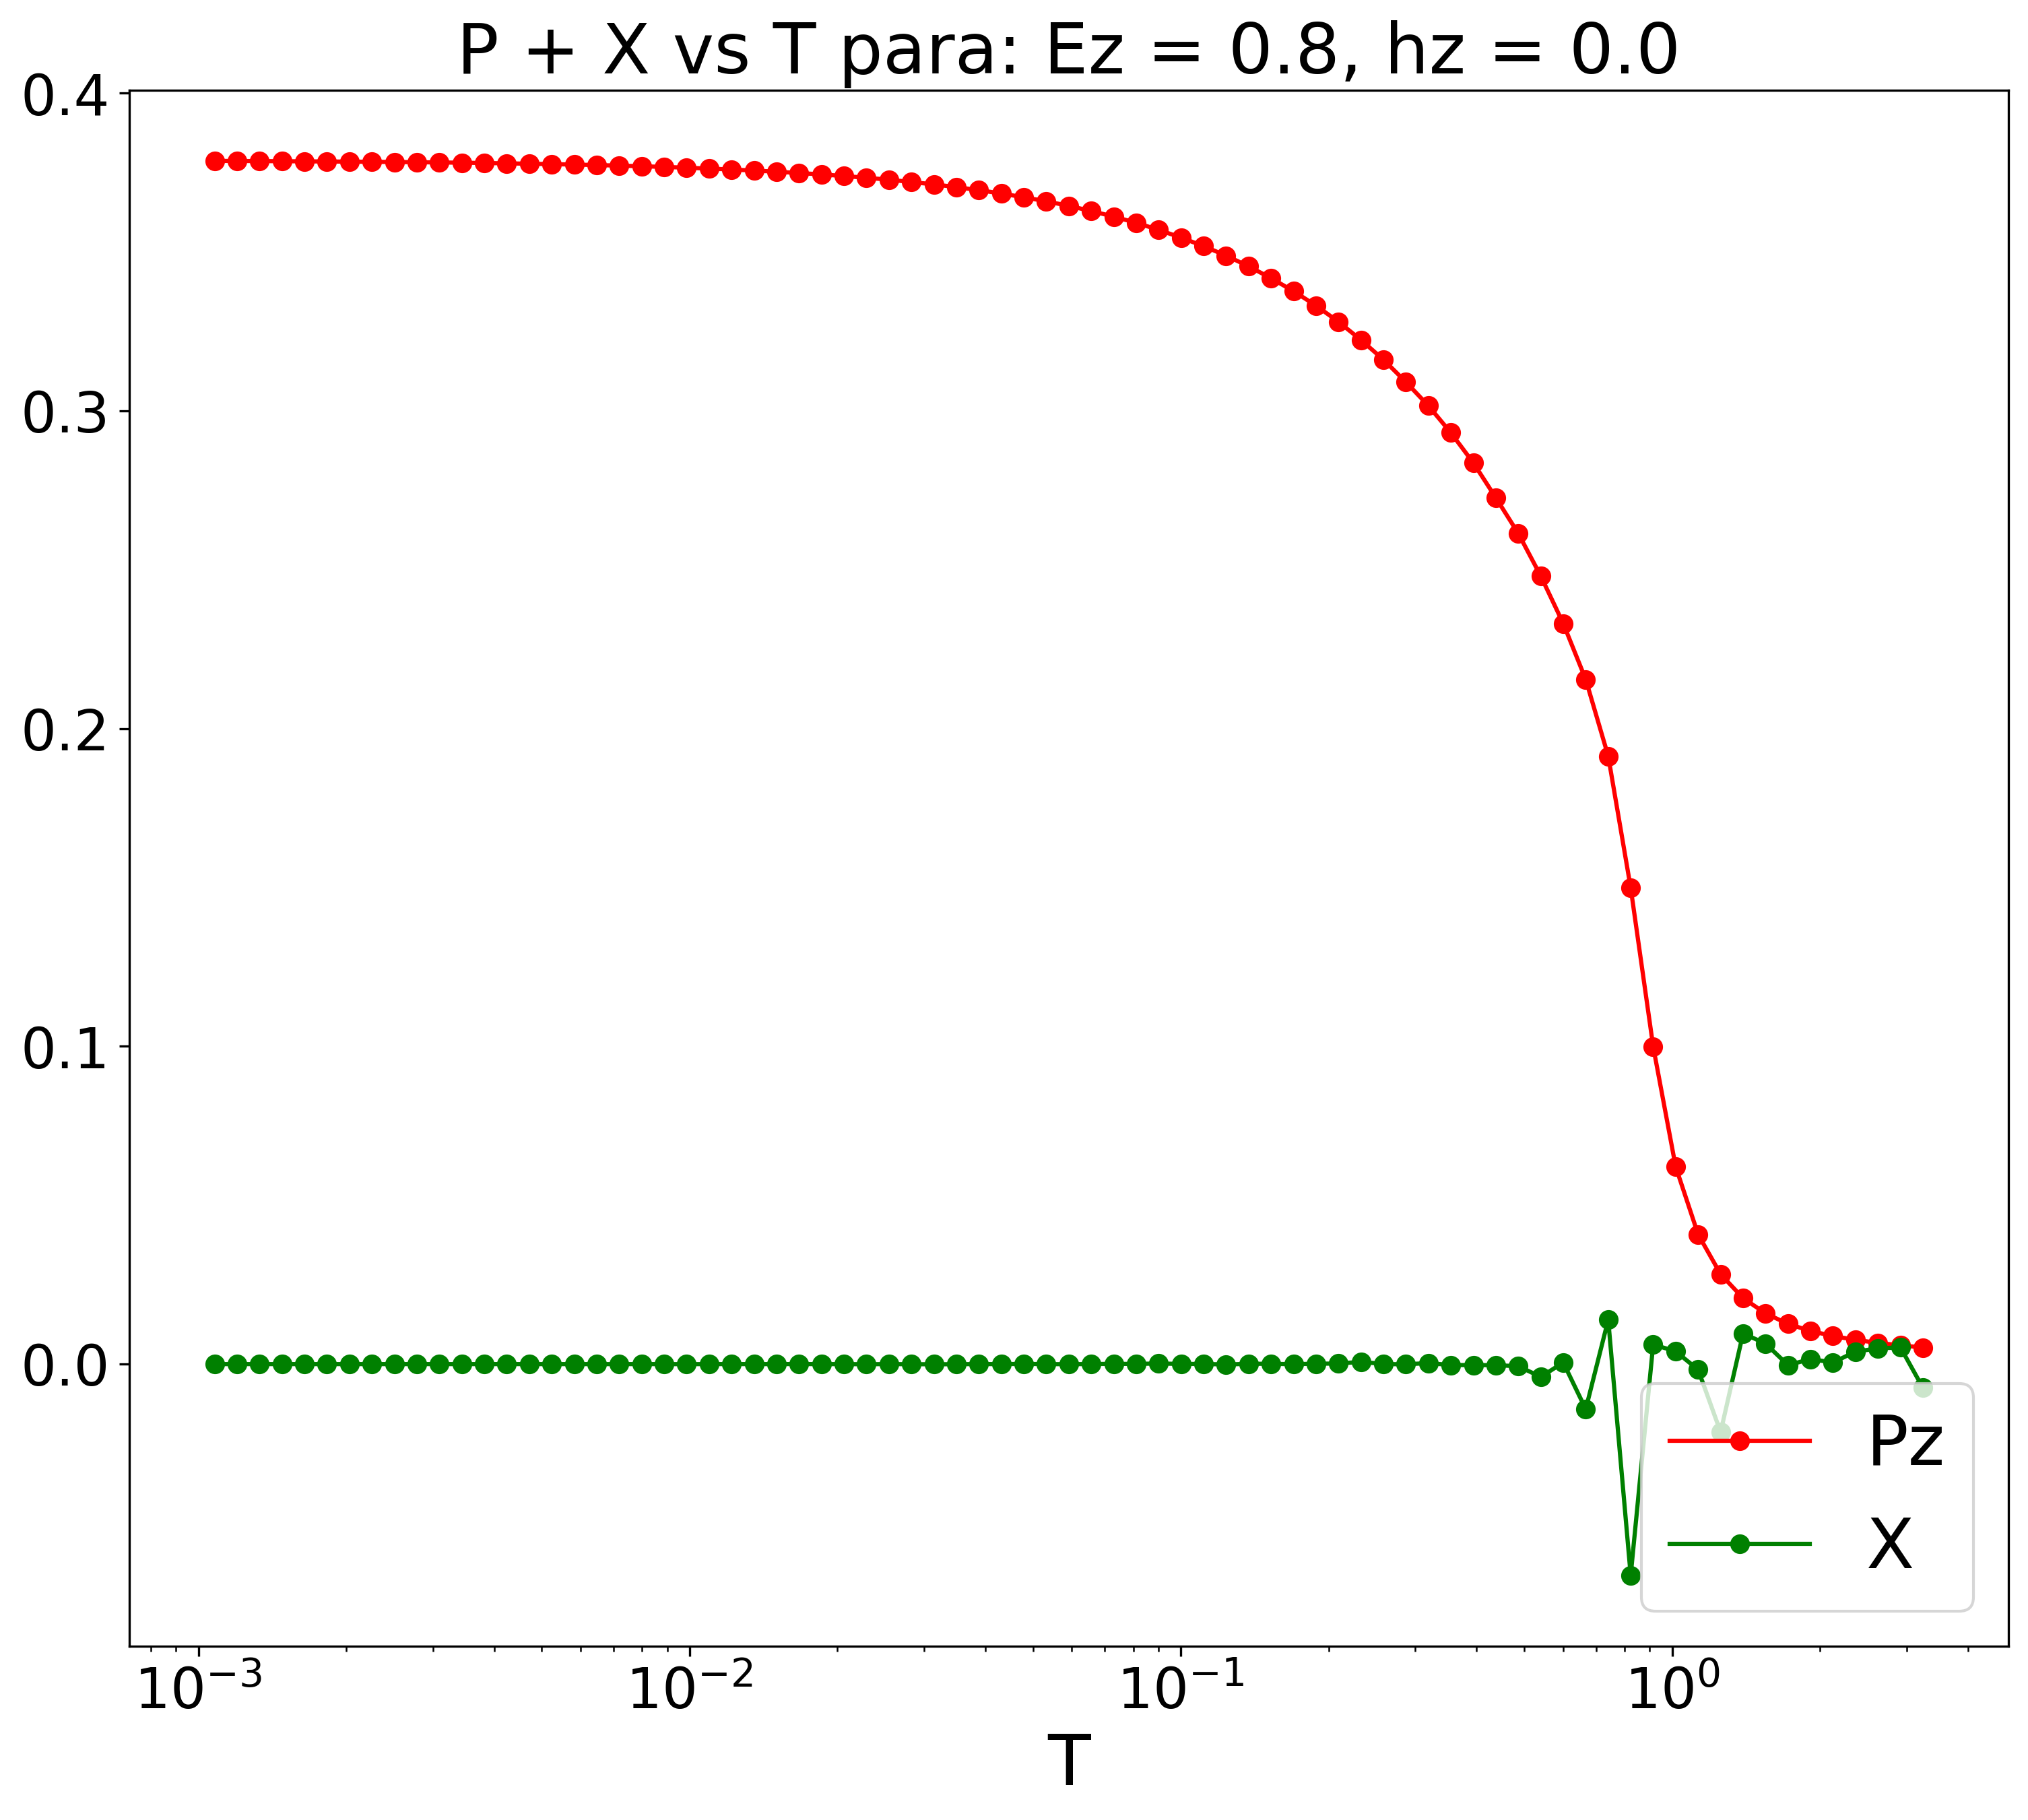 P + X vs T para: Ez = 0.8, hz = 0.0
0.4
0.3
0.2
0.1
0.0
Pz
X
10⁻³ 10⁻² 10⁻¹ 10⁰
T